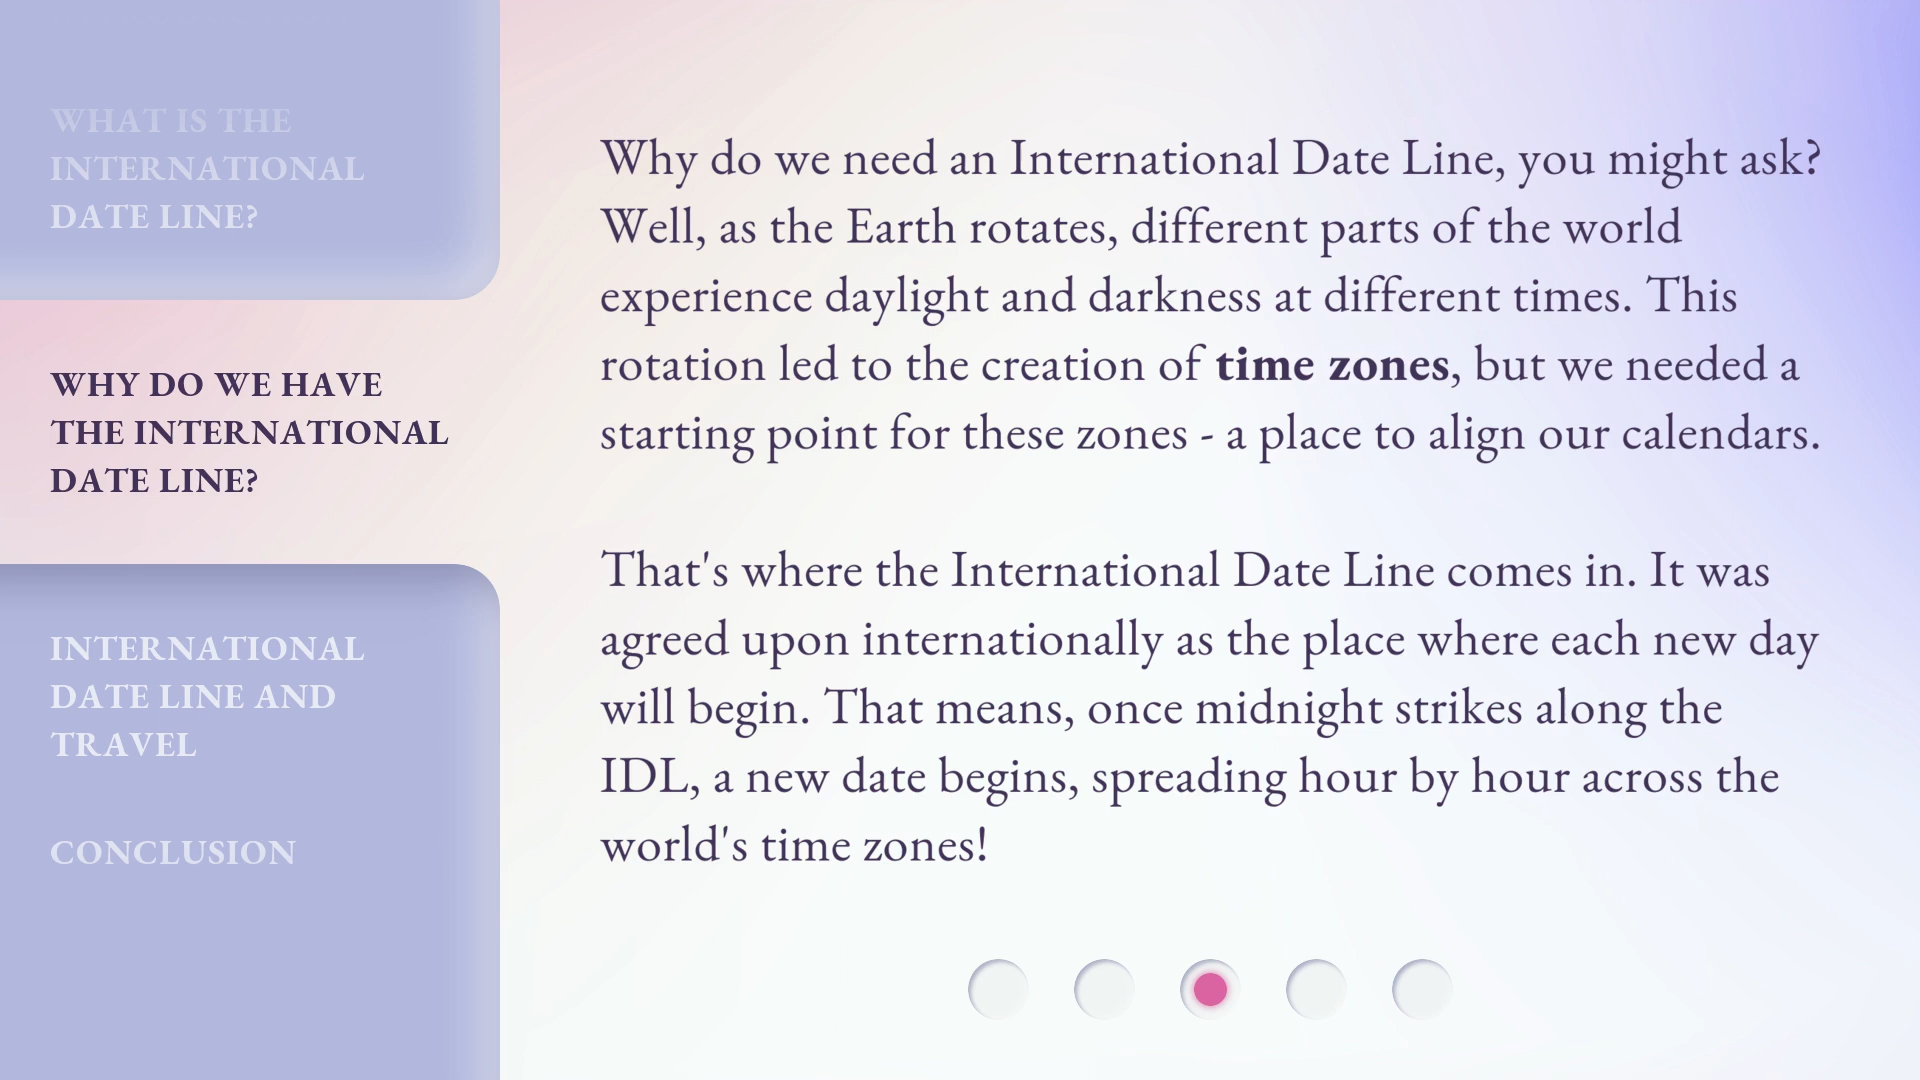 WHAT IS THE
INTERNATIONAL
DATE LINE?
WHY DO WE HAVE
THE INTERNATIONAL
DATE LINE?
INTERNATIONAL
DATE LINE AND
TRAVEL
CONCLUSION
Why do we need an International Date Line, you might ask?
Well, as the Earth rotates, different parts of the world
experience daylight and darkness at different times. This
rotation led to the creation of time zones, but we needed a
starting point for these zones - a place to align our calendars.
That's where the International Date Line comes in. It was
agreed upon internationally as the place where each new day
will begin. That means, once midnight strikes along the
IDL, a new date begins, spreading hour by hour across the
world's time zones!